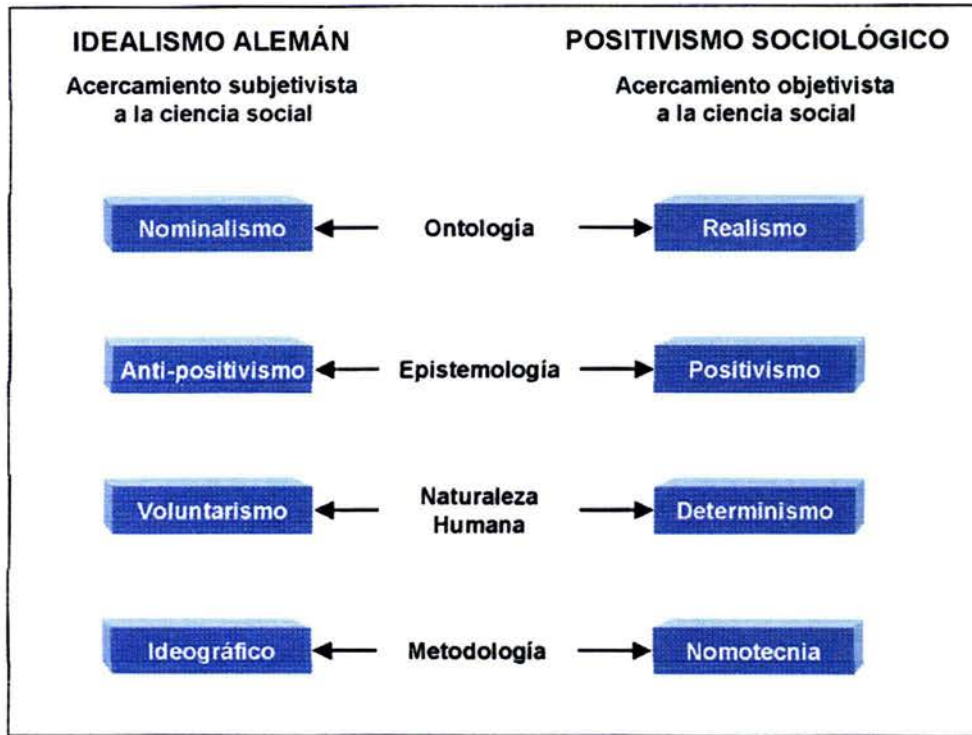 IDEALISMO ALEMÁN
Acercamiento subjetivista
a la ciencia social
POSITIVISMO SOCIOLÓGICO
Acercamiento objetivista
a la ciencia social
Nominalismo
Ontología
Realismo
Anti-positivismo
Epistemología
Positivismo
Voluntarismo
Naturaleza
Humana
Determinismo
Ideográfico
Metodología
Nomotecnia